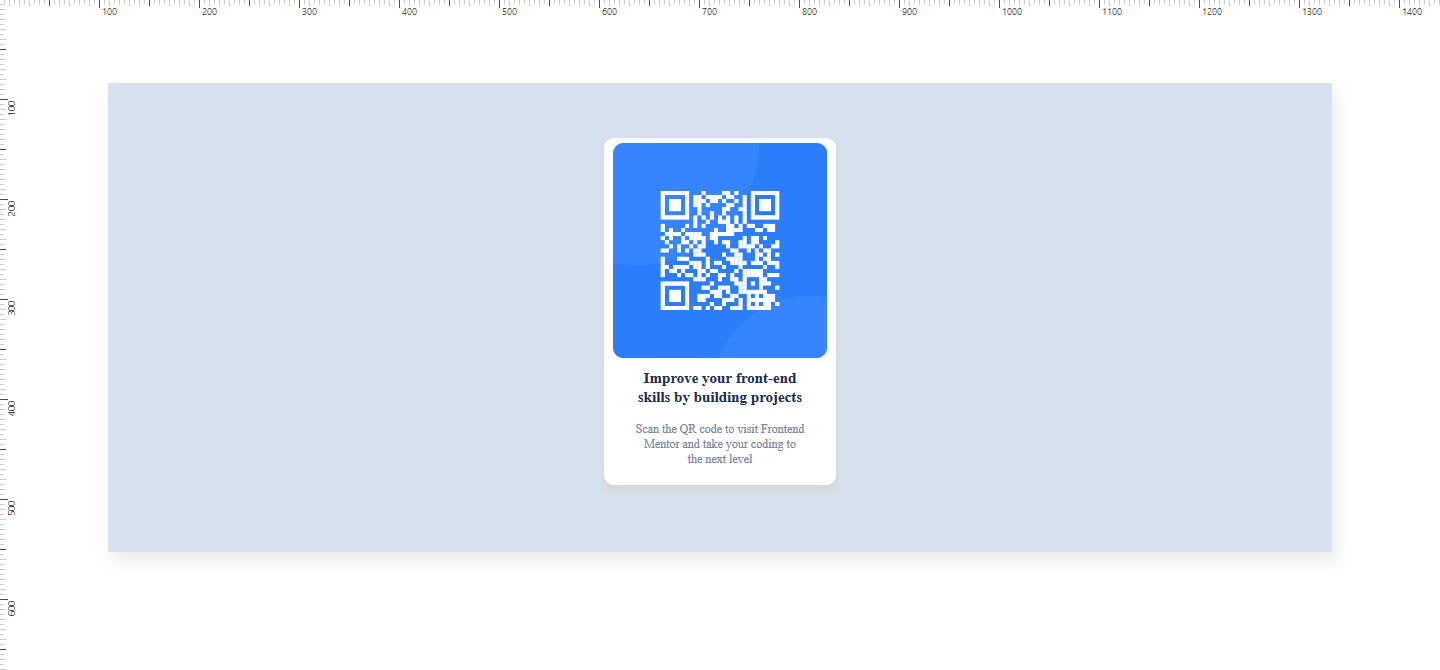 100 200 300 400 500 600 700 800 900 1000 1100 1200 1300 1400
100
200
300
400
500
600
Improve your front-end
skills by building projects
Scan the QR code to visit Frontend
Mentor and take your coding to
the next level